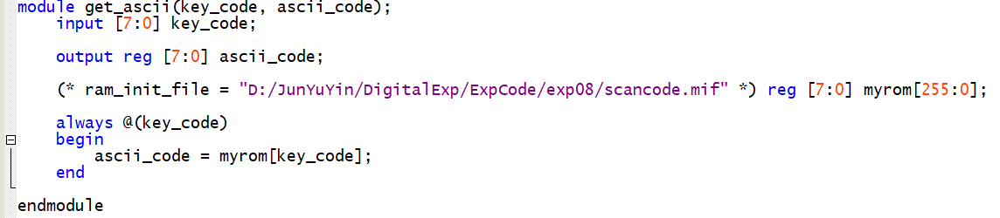 module get_ascii(key_code, ascii_code);
input [7:0] key_code;
output reg [7:0] ascii_code;
(* ram_init_file = "D:/JunYuYin/DigitalExp/ExpCode/exp08/scancode.mif" *) reg [7:0] myrom[255:0];
always @(key_code)
begin
ascii_code = myrom[key_code];
end
endmodule